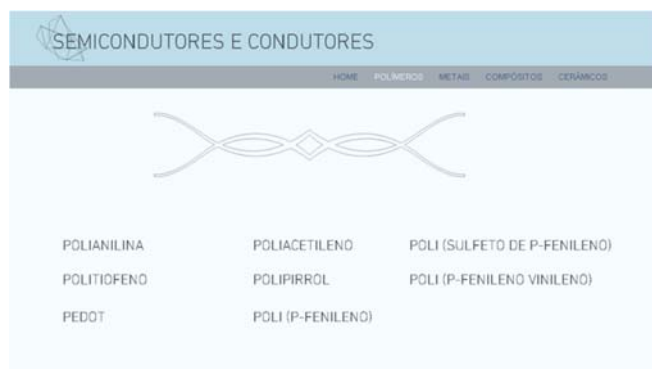 SEMICONDUTORES E CONDUTORES
HOME POLÍMEROS METAIS COMPÓSITOS CERÂMICOS
POLIANILINA POLIACETILENO POLI (SULFETO DE P-FENILENO)
POLITIOFENO POLIPIRROL POLI (P-FENILENO VINILENO)
PEDOT POLI (P-FENILENO)